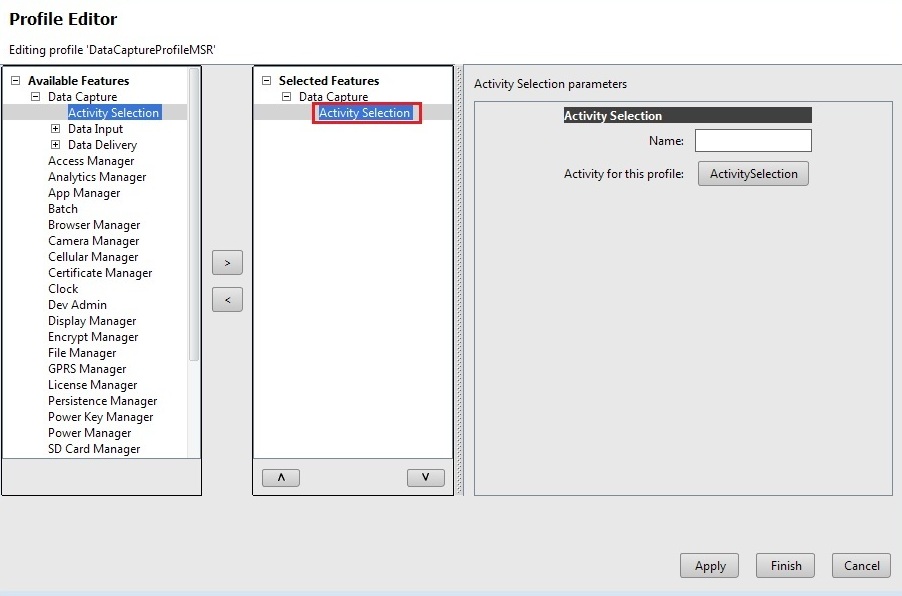 Profile Editor
Editing profile 'DataCaptureProfileMSR'
Available Features
Data Capture
Activity Selection
Data Input
Data Delivery
Access Manager
Analytics Manager
App Manager
Batch
Browser Manager
Camera Manager
Cellular Manager
Certificate Manager
Clock
Dev Admin
Display Manager
Encrypt Manager
File Manager
GPRS Manager
License Manager
Persistence Manager
Power Key Manager
Power Manager
SD Card Manager
>
<
Selected Features
Data Capture
Activity Selection
Λ
V
Activity Selection parameters
Activity Selection
Name:
Activity for this profile: ActivitySelection
Apply Finish Cancel